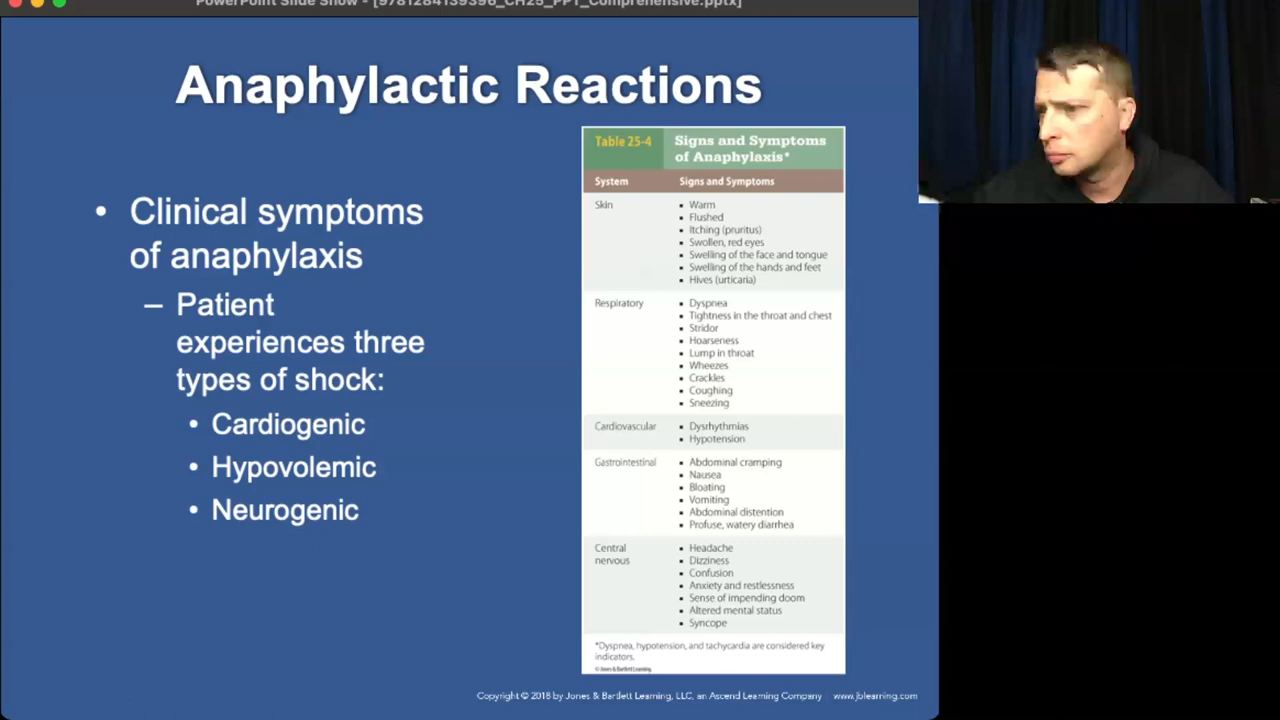 PowerPoint Slide Show - [9781284139396_CH25_PPT_Comprehensive.pptx]
Anaphylactic Reactions
• Clinical symptoms
of anaphylaxis
– Patient
experiences three
types of shock:
• Cardiogenic
• Hypovolemic
• Neurogenic
Table 25-4 Signs and Symptoms
of Anaphylaxis*
System Signs and Symptoms
Skin ▪ Warm
▪ Flushed
▪ Itching (pruritus)
▪ Swollen, red eyes
▪ Swelling of the face and tongue
▪ Swelling of the hands and feet
▪ Hives (urticaria)
Respiratory ▪ Dyspnea
▪ Tightness in the throat and chest
▪ Stridor
▪ Hoarseness
▪ Lump in throat
▪ Wheezes
▪ Crackles
▪ Coughing
▪ Sneezing
Cardiovascular ▪ Dysrhythmias
▪ Hypotension
Gastrointestinal ▪ Abdominal cramping
▪ Nausea
▪ Bloating
▪ Vomiting
▪ Abdominal distention
▪ Profuse, watery diarrhea
Central ▪ Headache
nervous ▪ Dizziness
▪ Confusion
▪ Anxiety and restlessness
▪ Sense of impending doom
▪ Altered mental status
▪ Syncope
*Dyspnea, hypotension, and tachycardia are considered key
indicators.
© Jones & Bartlett Learning.
Copyright © 2018 by Jones & Bartlett Learning, LLC, an Ascend Learning Company www.jblearning.com